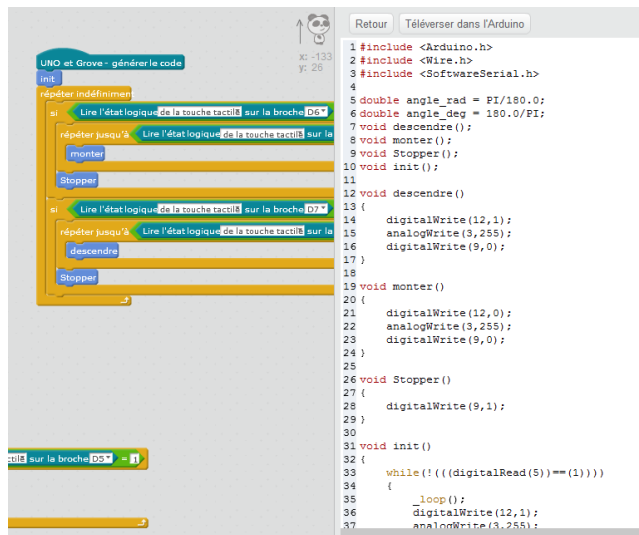 Retour Téléverser dans l'Arduino
x: -133
y: 26
UNO et Grove - générer le code
init
répéter indéfiniment
si Lire l'état logique de la touche tactile sur la broche D6
répéter jusqu'à Lire l'état logique de la touche tactile sur la
monter
Stopper
si Lire l'état logique de la touche tactile sur la broche D7
répéter jusqu'à Lire l'état logique de la touche tactile sur la
descendre
Stopper
sur la broche D5 = 1
1 #include <Arduino.h>
2 #include <Wire.h>
3 #include <SoftwareSerial.h>
4
5 double angle_rad = PI/180.0;
6 double angle_deg = 180.0/PI;
7 void descendre();
8 void monter();
9 void Stopper();
10 void init();
11
12 void descendre()
13 {
14 digitalWrite(12,1);
15 analogWrite(3,255);
16 digitalWrite(9,0);
17 }
18
19 void monter()
20 {
21 digitalWrite(12,0);
22 analogWrite(3,255);
23 digitalWrite(9,0);
24 }
25
26 void Stopper()
27 {
28 digitalWrite(9,1);
29 }
30
31 void init()
32 {
33 while(!(((digitalRead(5))==(1))))
34 {
35 _loop();
36 digitalWrite(12,1);
37 analogWrite(3,255);